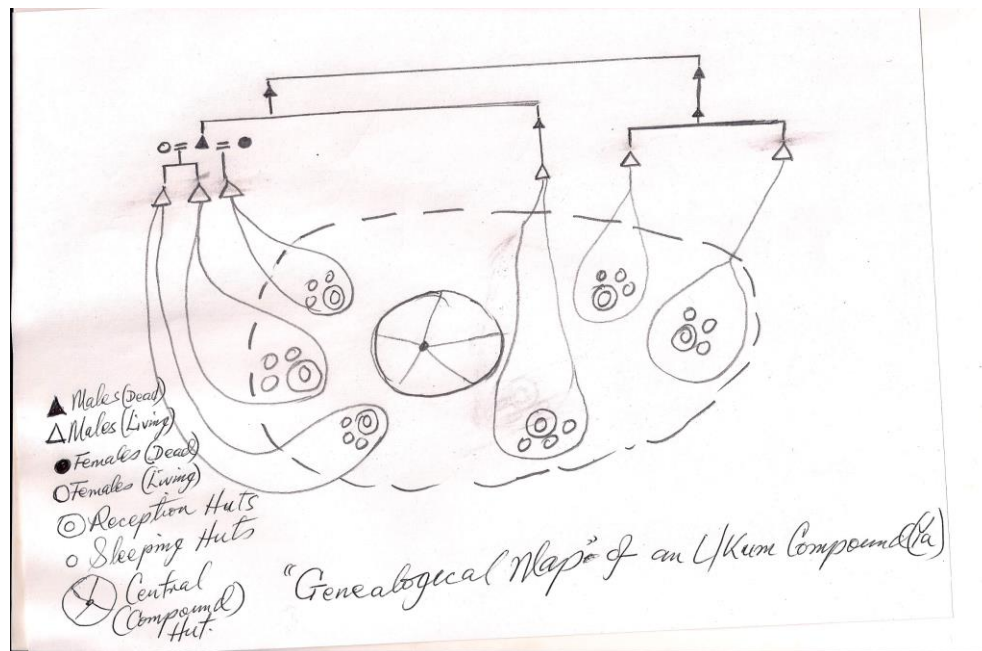 Males (Dead)
Males (Living)
Females (Dead)
Females (Living)
Reception Huts
Sleeping Huts
Central
(Compound)
Hut.
"Genealogical Map" of an U/Kum Compound (Ya)